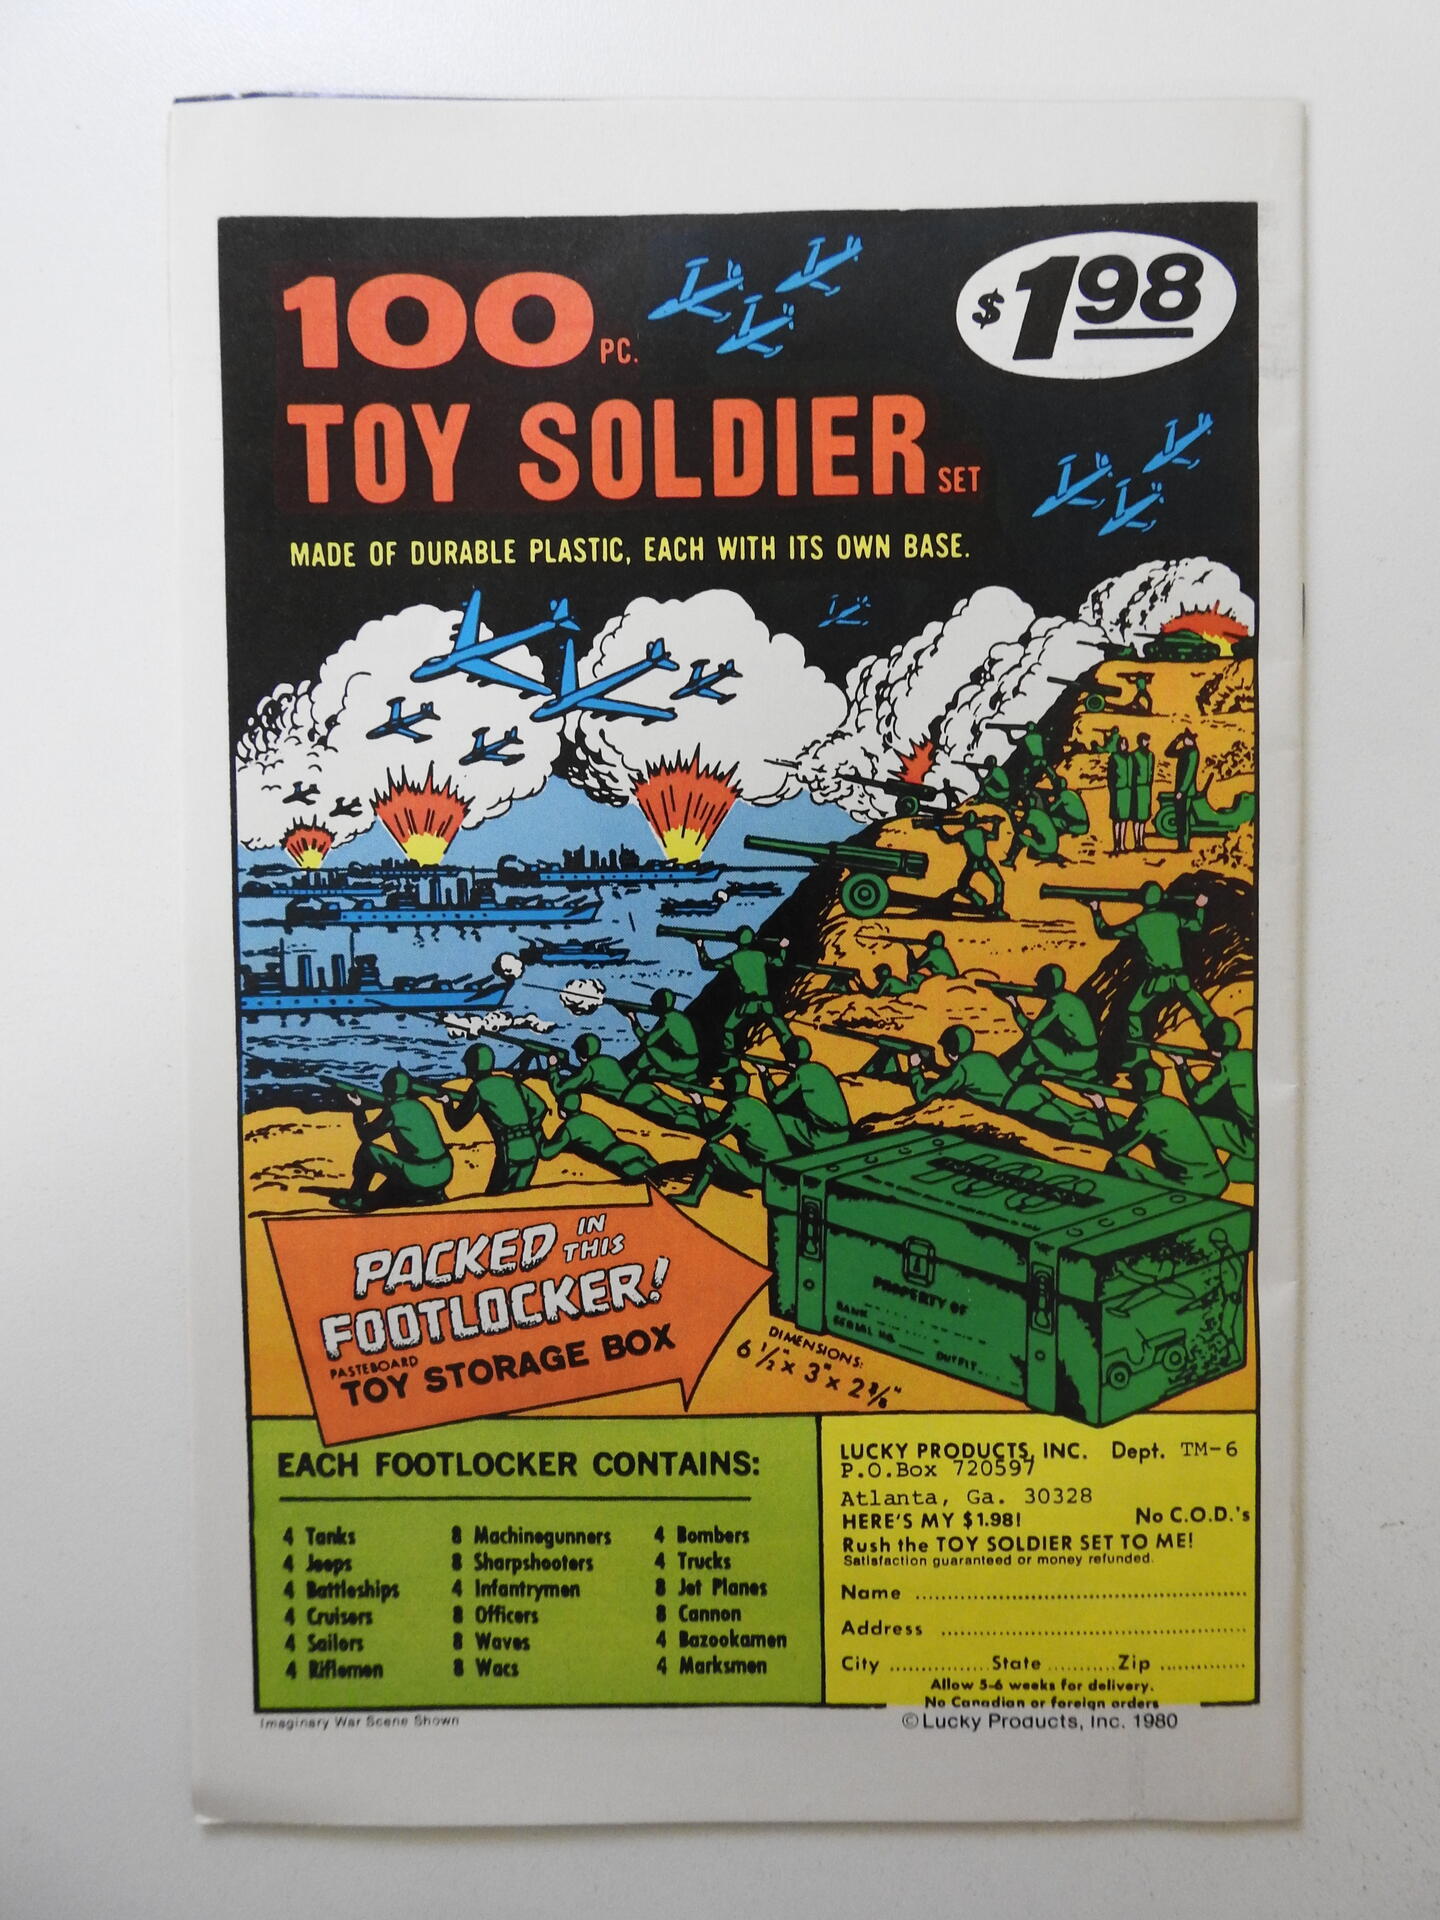 $1.98
100 PC.
TOY SOLDIER SET
MADE OF DURABLE PLASTIC, EACH WITH ITS OWN BASE.
PACKED IN THIS
FOOTLOCKER!
PASTEBOARD
TOY STORAGE BOX
PROPERTY OF
RANK
SERIAL NO.
OUTFIT
DIMENSIONS:
6 1/2" x 3" x 2 3/8"
EACH FOOTLOCKER CONTAINS:
4 Tanks
4 Jeeps
4 Battleships
4 Cruisers
4 Sailors
4 Riflemen
8 Machinegunners
8 Sharpshooters
4 Infantrymen
8 Officers
8 Waves
8 Wacs
4 Bombers
4 Trucks
8 Jet Planes
8 Cannon
4 Bazookamen
4 Marksmen
LUCKY PRODUCTS, INC. Dept. TM-6
P.O.Box 720597
Atlanta, Ga. 30328
HERE'S MY $1.98! No C.O.D.'s
Rush the TOY SOLDIER SET TO ME!
Satisfaction guaranteed or money refunded.
Name
Address
City State Zip
Allow 5-6 weeks for delivery.
No Canadian or foreign orders
Imaginary War Scene Shown
© Lucky Products, Inc. 1980